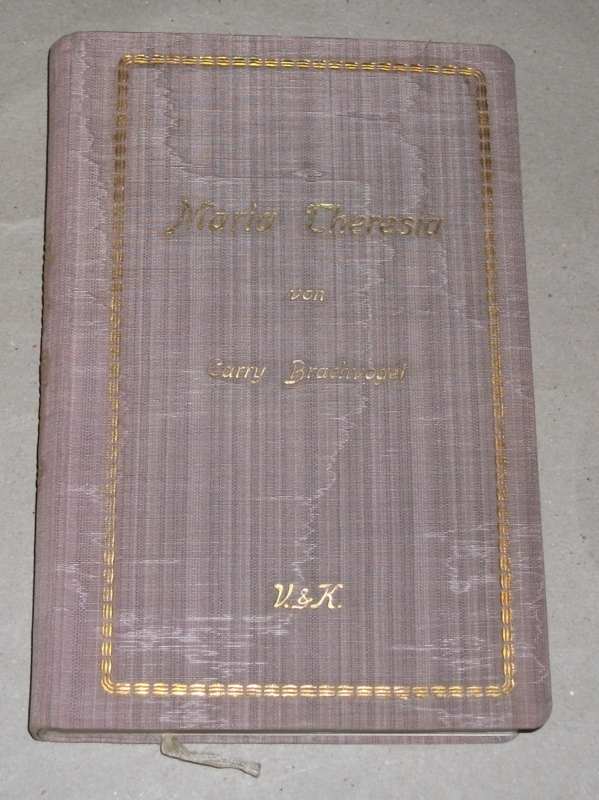 Maria Theresia
von
Carry Brachvogel
V. & K.